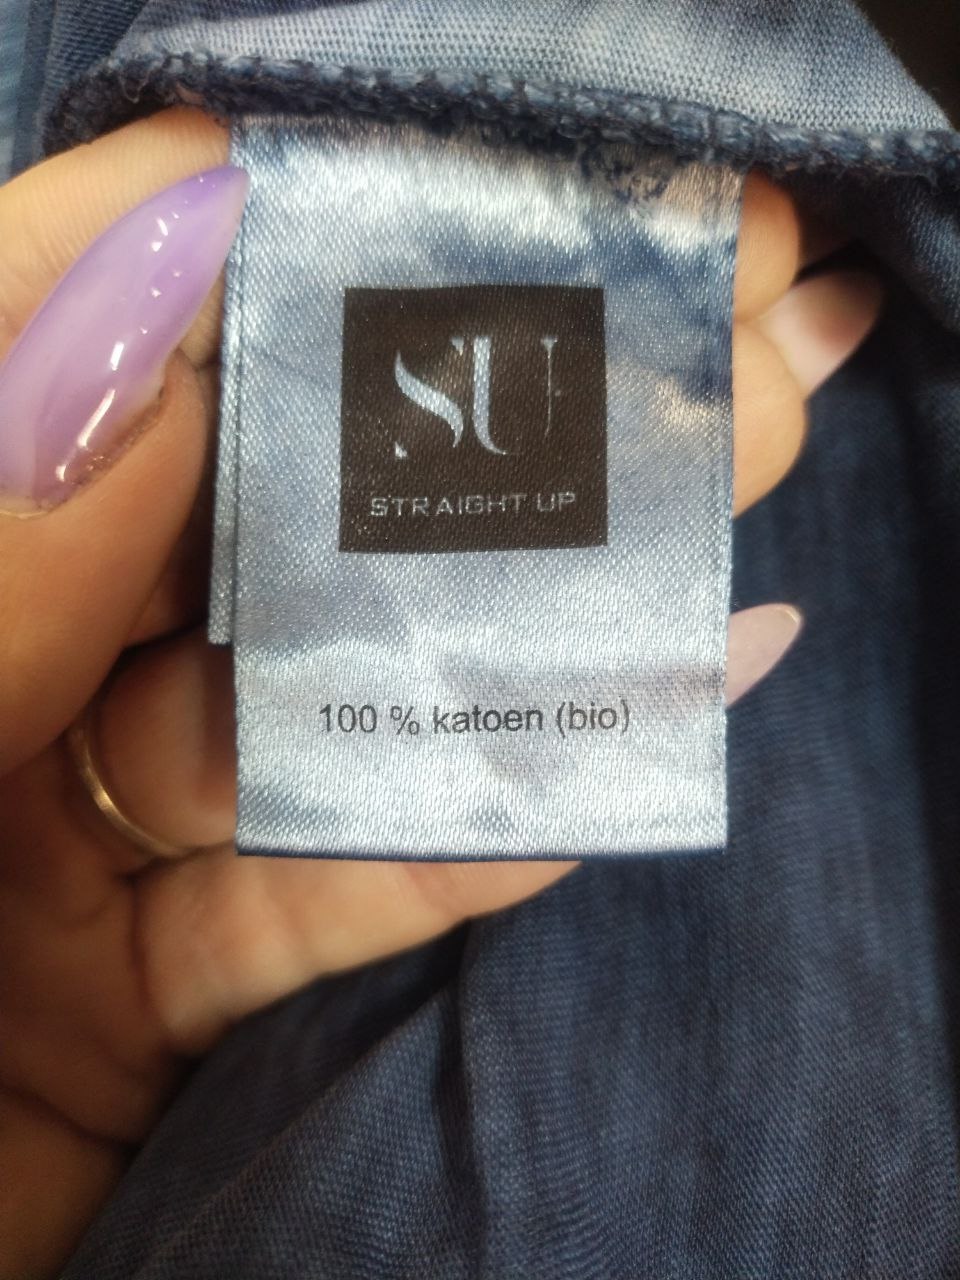 SU
STRAIGHT UP
100 % katoen (bio)